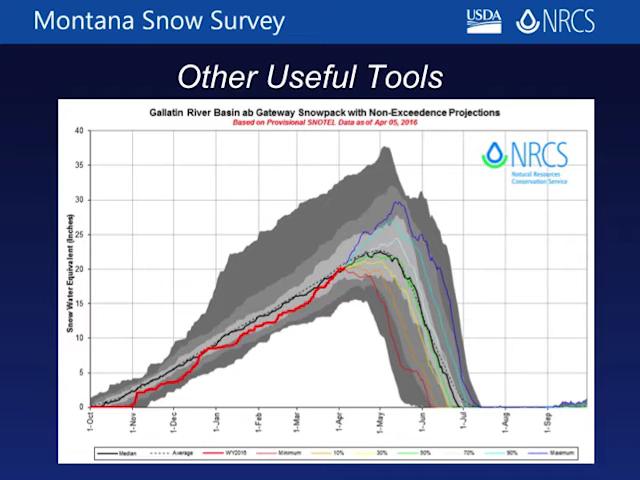 Montana Snow Survey
USDA
NRCS
Other Useful Tools
Gallatin River Basin ab Gateway Snowpack with Non-Exceedence Projections
Based on Provisional SNOTEL Data as of Apr 05, 2016
NRCS
Natural Resources
Conservation Service
Snow Water Equivalent (Inches)
40
35
30
25
20
15
10
5
0
1-Oct 1-Nov 1-Dec 1-Jan 1-Feb 1-Mar 1-Apr 1-May 1-Jun 1-Jul 1-Aug 1-Sep
Median Average WY2016 Minimum 10% 30% 50% 70% 90% Maximum